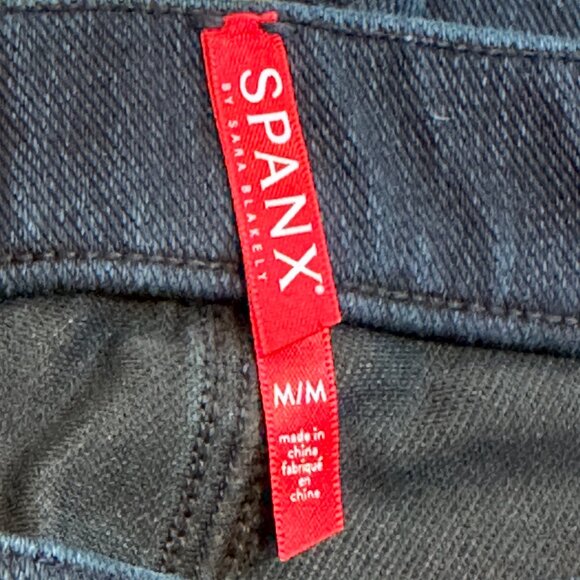 SPANX®
BY SARA BLAKELY
M/M
made in
china
fabriqué
en
chine